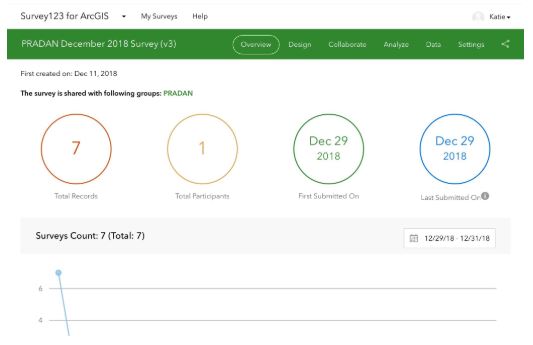 Survey123 for ArcGIS My Surveys Help Katie
PRADAN December 2018 Survey (v3) Overview Design Collaborate Analyze Data Settings
First created on: Dec 11, 2018
The survey is shared with following groups: PRADAN
7 1 Dec 29 2018 Dec 29 2018
Total Records Total Participants First Submitted On Last Submitted On
Surveys Count: 7 (Total: 7) 12/29/18 - 12/31/18
6
4